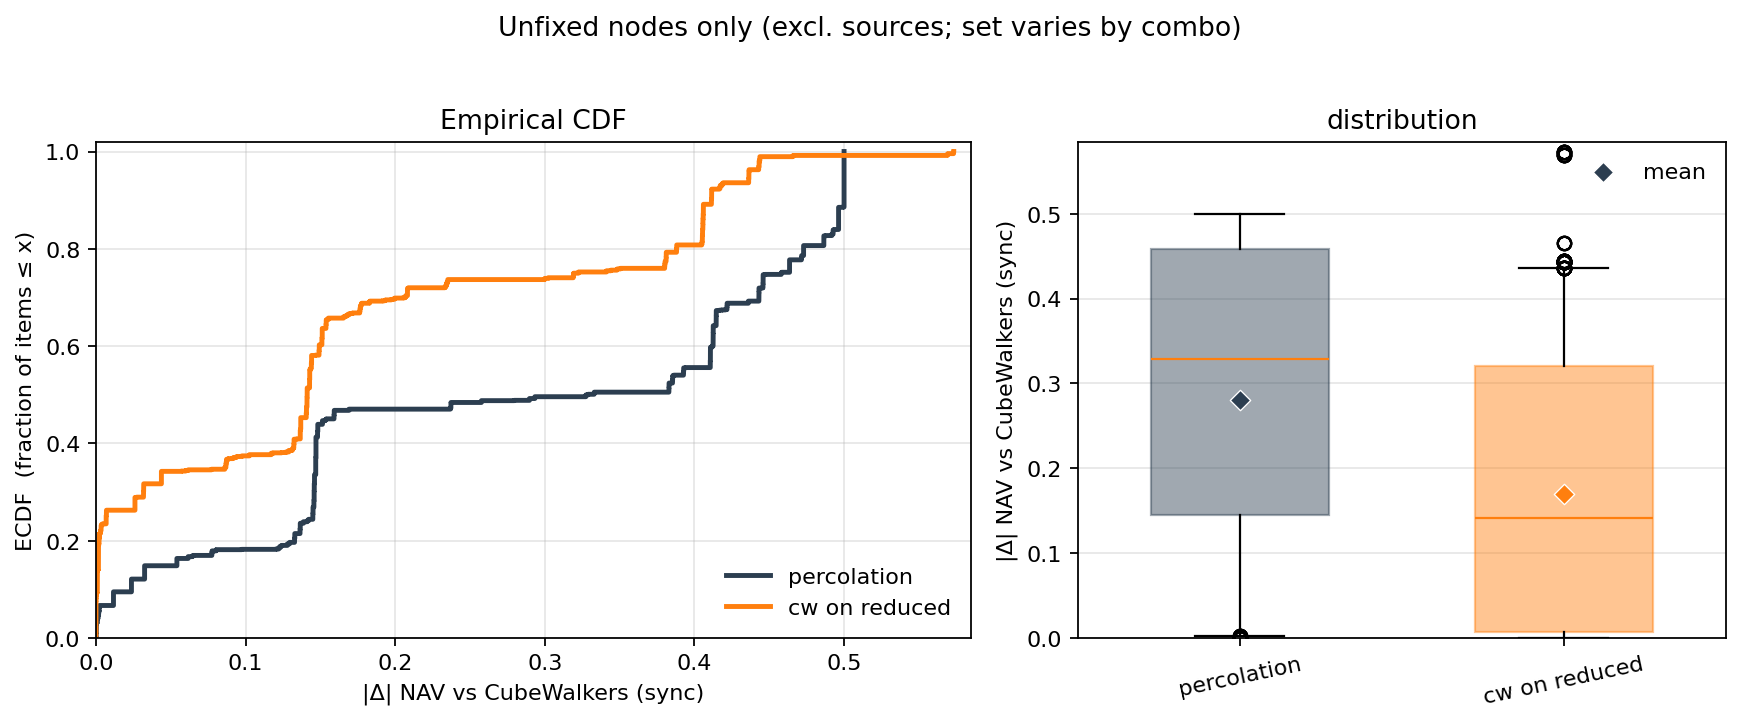 Unfixed nodes only (excl. sources; set varies by combo)
Empirical CDF
ECDF (fraction of items ≤ x)
1.0
0.8
0.6
0.4
0.2
0.0
0.0 0.1 0.2 0.3 0.4 0.5
|Δ| NAV vs CubeWalkers (sync)
percolation
cw on reduced
distribution
|Δ| NAV vs CubeWalkers (sync)
0.5
0.4
0.3
0.2
0.1
0.0
mean
percolation
cw on reduced